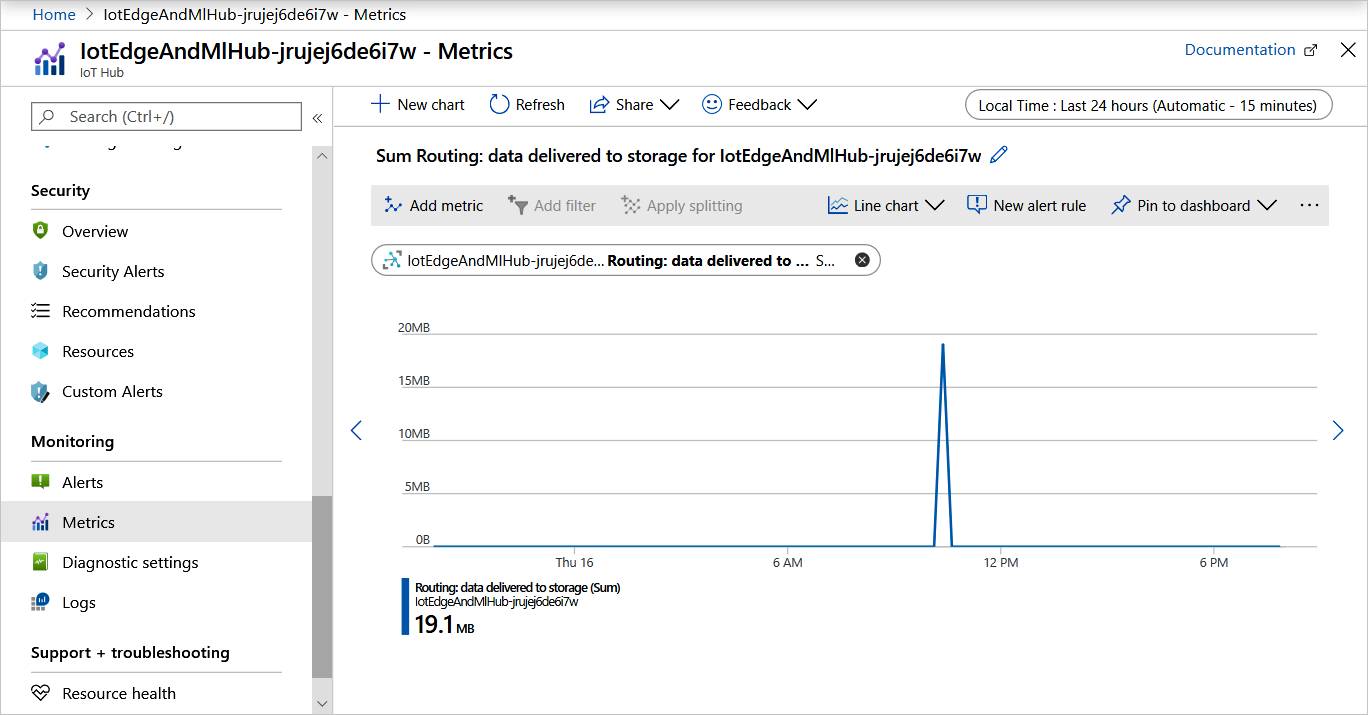 Home > IotEdgeAndMlHub-jrujej6de6i7w - Metrics
IotEdgeAndMlHub-jrujej6de6i7w - Metrics
IoT Hub
Documentation
Search (Ctrl+/)
«
Security
Overview
Security Alerts
Recommendations
Resources
Custom Alerts
Monitoring
Alerts
Metrics
Diagnostic settings
Logs
Support + troubleshooting
Resource health
New chart
Refresh
Share
Feedback
Local Time : Last 24 hours (Automatic - 15 minutes)
Sum Routing: data delivered to storage for IotEdgeAndMlHub-jrujej6de6i7w
Add metric
Add filter
Apply splitting
Line chart
New alert rule
Pin to dashboard
...
IotEdgeAndMlHub-jrujej6de... Routing: data delivered to ... S...
20MB
15MB
10MB
5MB
0B
Thu 16
6 AM
12 PM
6 PM
Routing: data delivered to storage (Sum)
IotEdgeAndMlHub-jrujej6de6i7w
19.1 MB